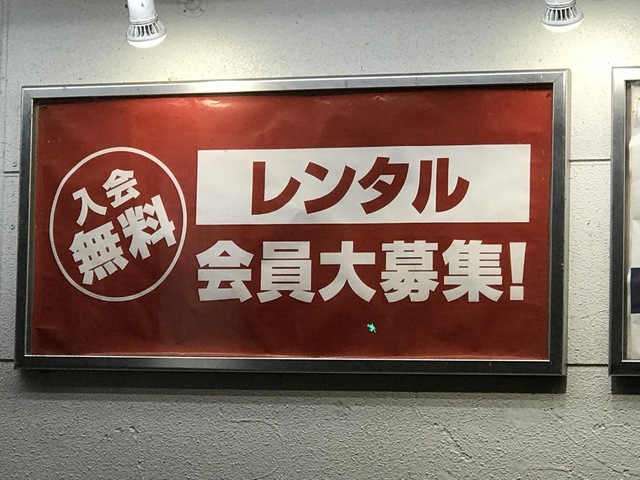 入会
無料
レンタル
会員大募集!